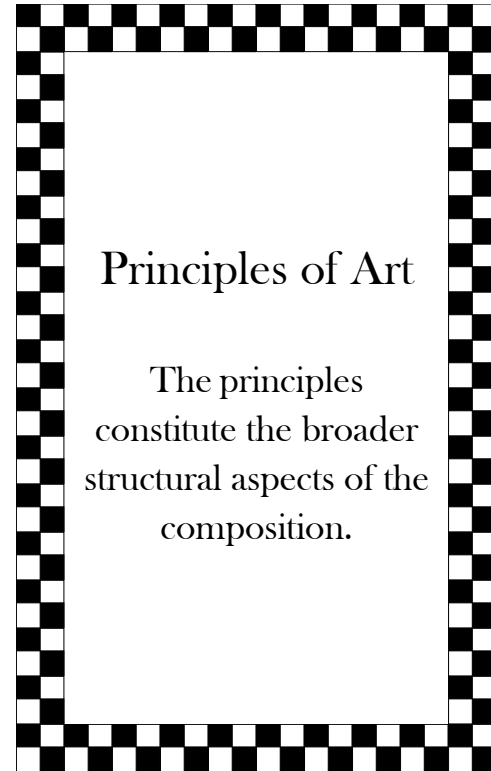 Principles of Art
The principles
constitute the broader
structural aspects of the
composition.